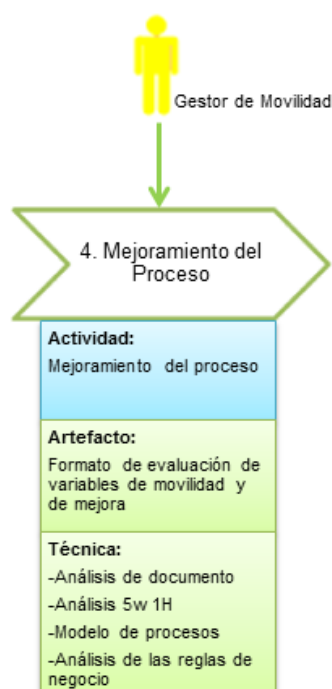 Gestor de Movilidad
4. Mejoramiento del
Proceso
Actividad:
Mejoramiento del proceso
Artefacto:
Formato de evaluación de
variables de movilidad y
de mejora
Técnica:
-Análisis de documento
-Análisis 5w 1H
-Modelo de procesos
-Análisis de las reglas de
negocio